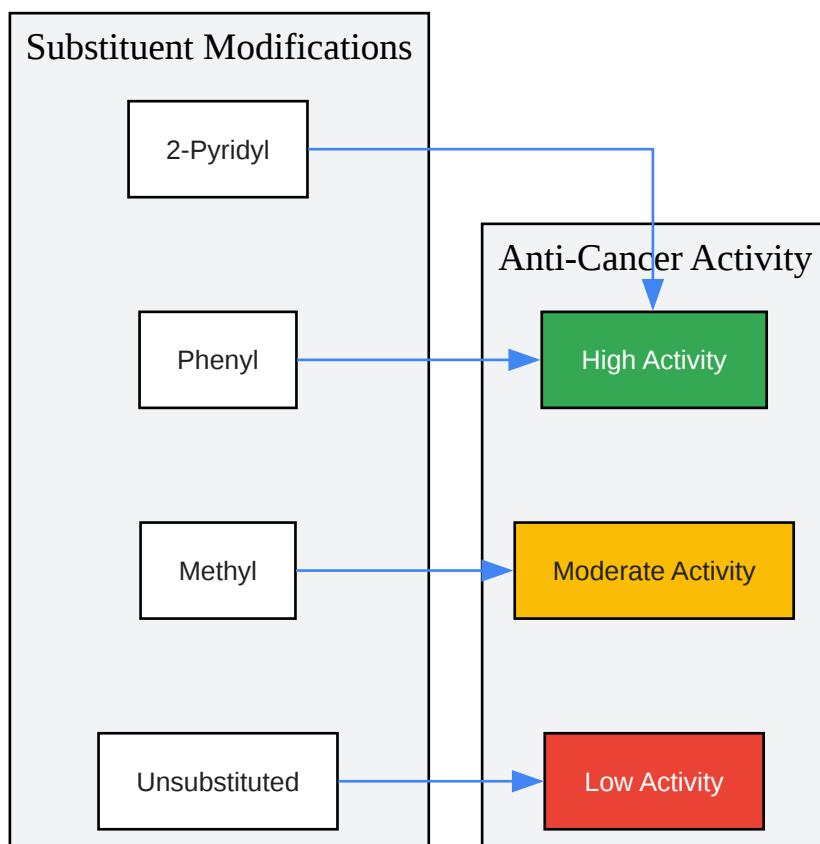 Substituent Modifications
2-Pyridyl
Anti-Cancer Activity
Phenyl
High Activity
Methyl
Moderate Activity
Unsubstituted
Low Activity